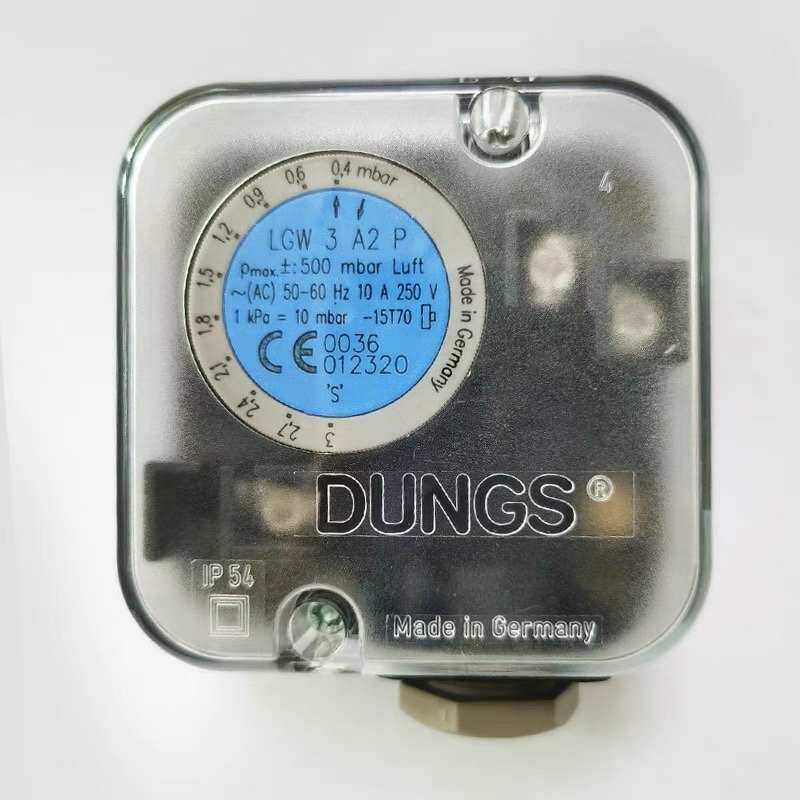 0,4 mbar
0,6
0,9
1,2
1,5
1,8
2,1
2,4
2,7
3
LGW 3 A2 P
pmax.±:500 mbar Luft
~(AC) 50-60 Hz 10 A 250 V
1 kPa = 10 mbar -15T70
CE 0036
012320
'S'
Made in Germany
4
DUNGS®
IP 54
Made in Germany